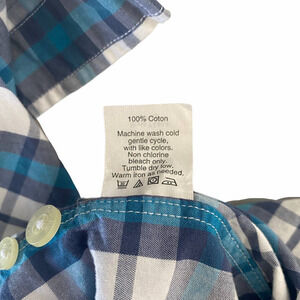 100% Coton
Machine wash cold
gentle cycle,
with like colors.
Non chlorine
bleach only.
Tumble dry low.
Warm iron as needed.